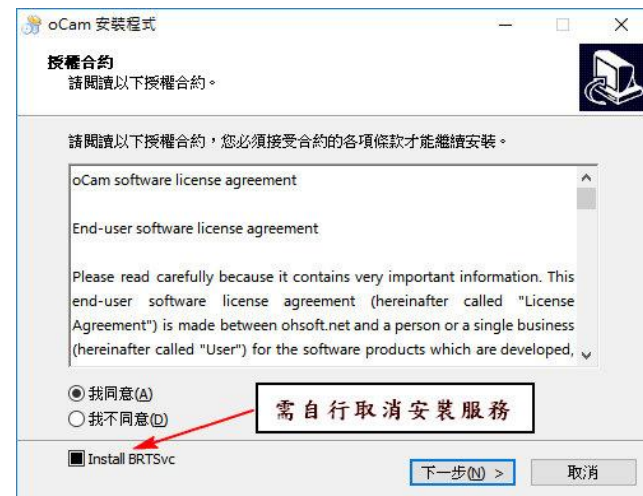 oCam 安裝程式
授權合約
請閱讀以下授權合約。
請閱讀以下授權合約，您必須接受合約的各項條款才能繼續安裝。
oCam software license agreement
End-user software license agreement
Please read carefully because it contains very important information. This
end-user software license agreement (hereinafter called "License
Agreement") is made between ohsoft.net and a person or a single business
(hereinafter called "User") for the software products which are developed,
我同意(A)
我不同意(D)
需自行取消安裝服務
Install BRTSvc
下一步(N) >
取消